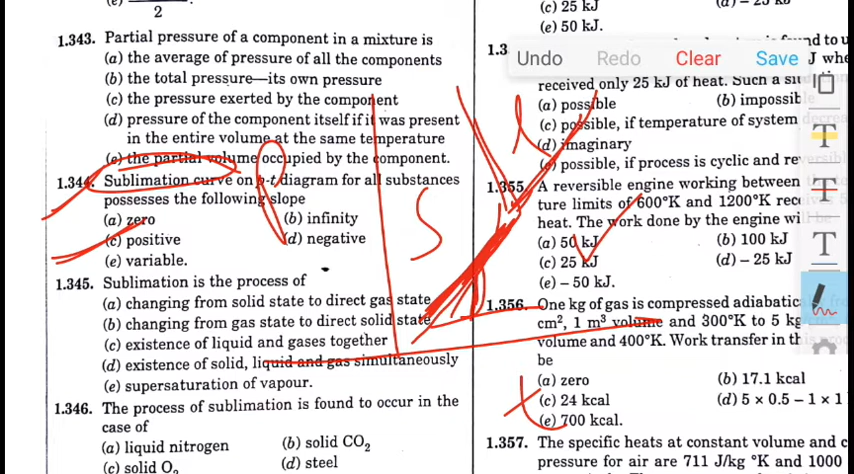 (e)
2
1.343. Partial pressure of a component in a mixture is
(a) the average of pressure of all the components
(b) the total pressure—its own pressure
(c) the pressure exerted by the component
(d) pressure of the component itself if it was present
in the entire volume at the same temperature
(e) the partial volume occupied by the component.
1.344. Sublimation curve on p-t diagram for all substances
possesses the following slope
(a) zero (b) infinity
(c) positive (d) negative
(e) variable.
1.345. Sublimation is the process of
(a) changing from solid state to direct gas state
(b) changing from gas state to direct solid state
(c) existence of liquid and gases together
(d) existence of solid, liquid and gas simultaneously
(e) supersaturation of vapour.
1.346. The process of sublimation is found to occur in the
case of
(a) liquid nitrogen (b) solid CO₂
(c) solid O₂ (d) steel
(c) 25 kJ
(e) 50 kJ.
1.3
Undo Redo Clear Save
received only 25 kJ of heat. Such a
(a) possible (b)
(c) possible, if temperature of system
(d) imaginary
(e) possible, if process is cyclic and
1.355. A reversible engine working between
ture limits of 600°K and 1200°K
heat. The work done by the engine
(a) 50 kJ (b) 100 kJ
(c) 25 kJ (d) – 25 kJ
(e) – 50 kJ.
1.356. One kg of gas is compressed
cm², 1 m³ volume and 300°K to 5 kg
volume and 400°K. Work transfer in
be
(a) zero (b) 17.1 kcal
(c) 24 kcal (d) 5 × 0.5 – 1 × 1
(e) 700 kcal.
1.357. The specific heats at constant volume and
pressure for air are 711 J/kg °K and 1000
S
L